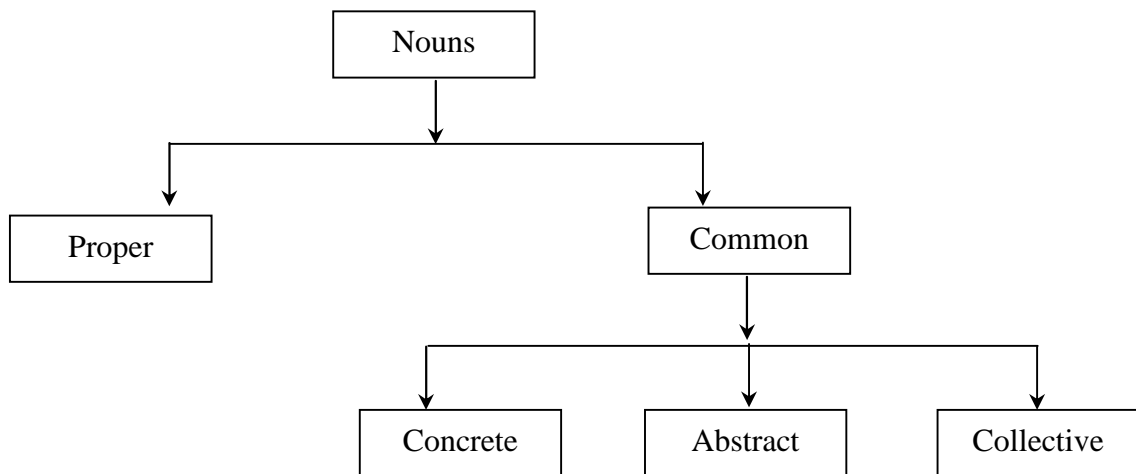 Nouns
Proper
Common
Concrete
Abstract
Collective